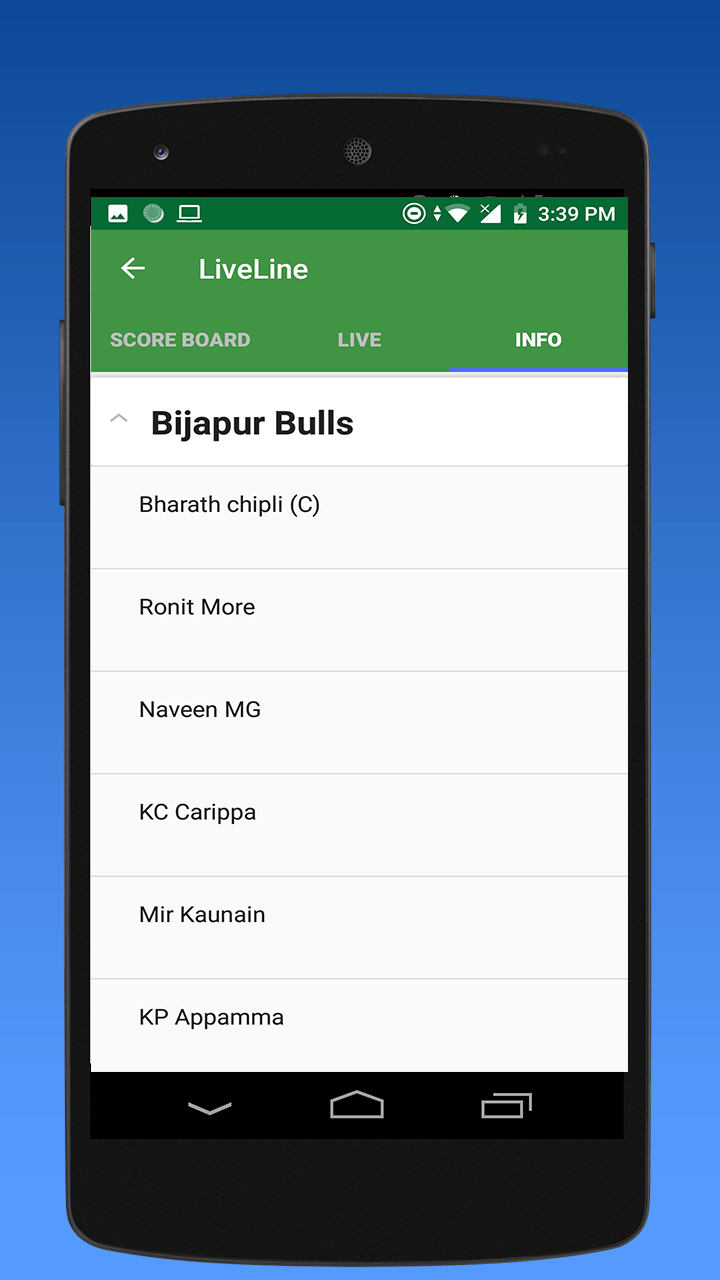 3:39 PM
LiveLine
SCORE BOARD LIVE INFO
Bijapur Bulls
Bharath chipli (C)
Ronit More
Naveen MG
KC Carippa
Mir Kaunain
KP Appamma